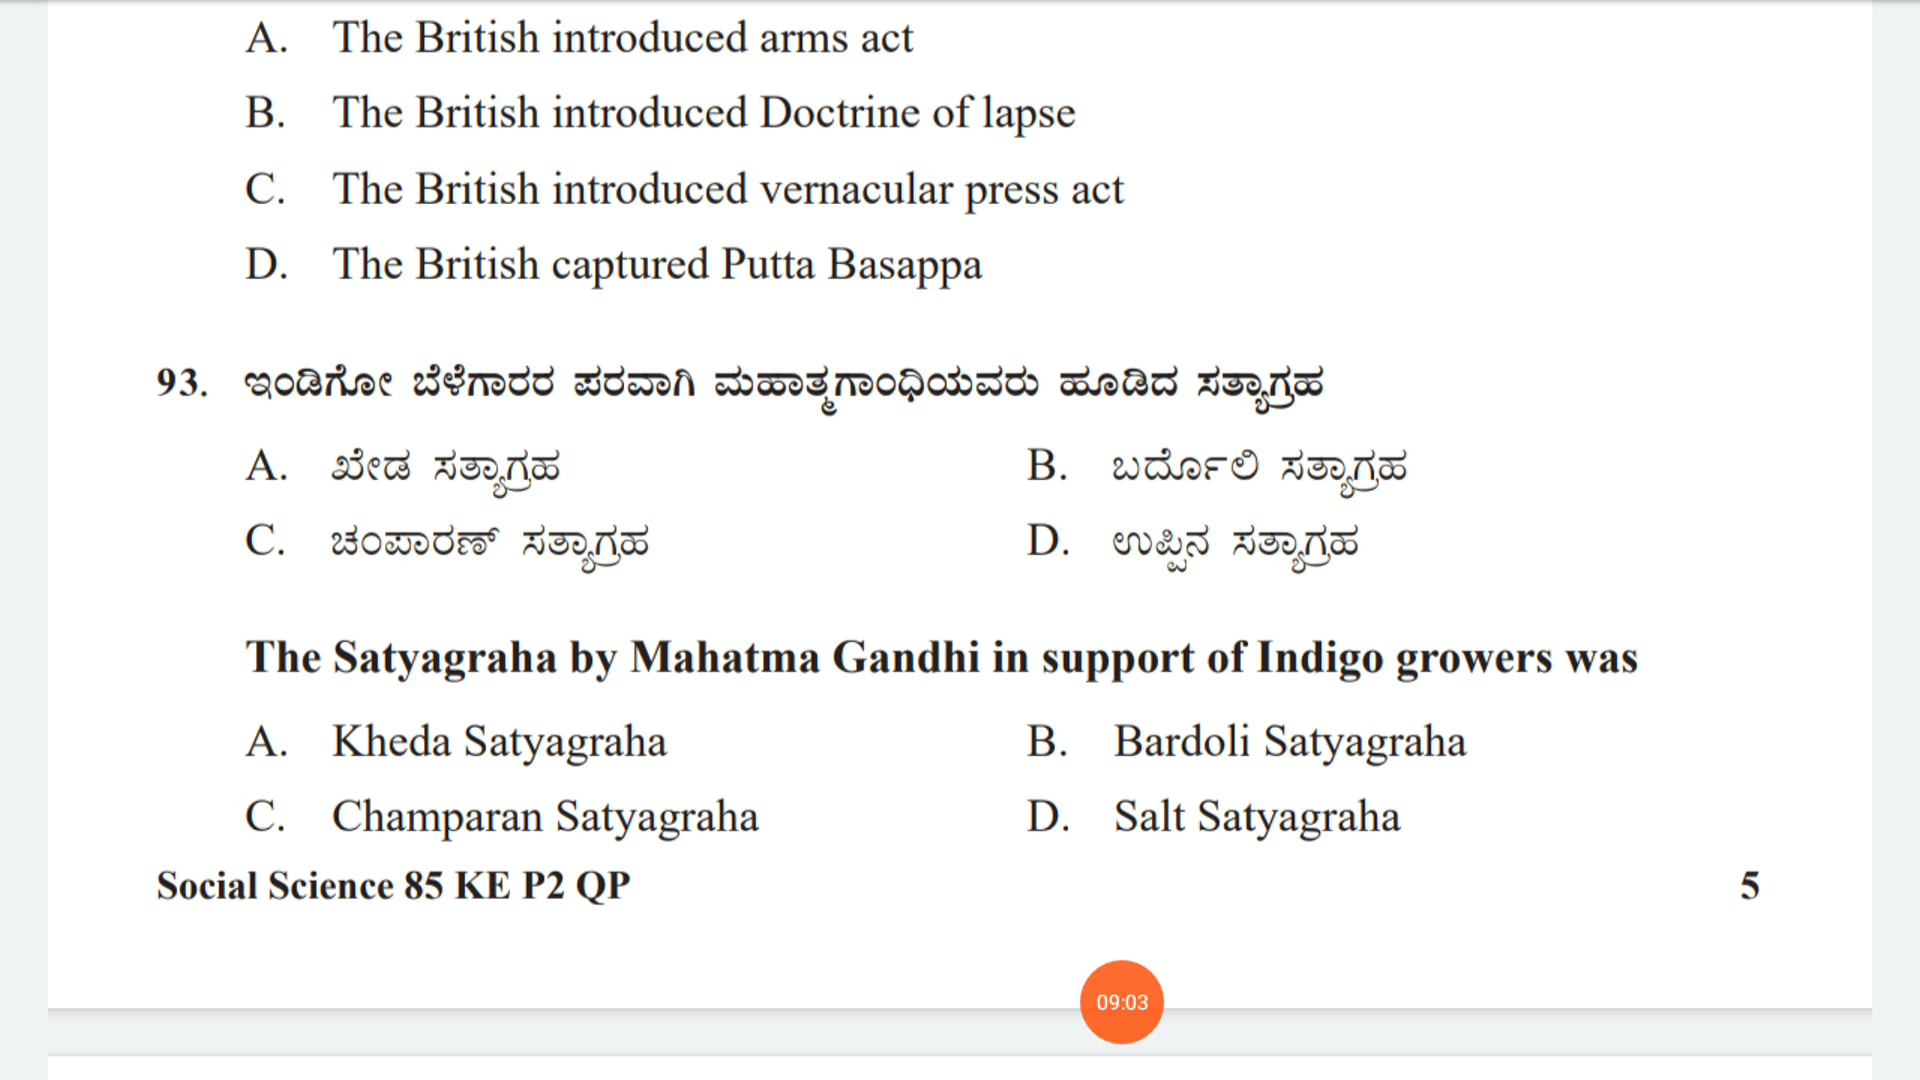 A. The British introduced arms act
B. The British introduced Doctrine of lapse
C. The British introduced vernacular press act
D. The British captured Putta Basappa
93. ಇಂಡಿಗೋ ಬೆಳೆಗಾರರ ಪರವಾಗಿ ಮಹಾತ್ಮಗಾಂಧಿಯವರು ಹೂಡಿದ ಸತ್ಯಾಗ್ರಹ
A. ಖೇಡ ಸತ್ಯಾಗ್ರಹ B. ಬರ್ದೊಲಿ ಸತ್ಯಾಗ್ರಹ
C. ಚಂಪಾರಣ್ ಸತ್ಯಾಗ್ರಹ D. ಉಪ್ಪಿನ ಸತ್ಯಾಗ್ರಹ
The Satyagraha by Mahatma Gandhi in support of Indigo growers was
A. Kheda Satyagraha B. Bardoli Satyagraha
C. Champaran Satyagraha D. Salt Satyagraha
Social Science 85 KE P2 QP 5
09:03